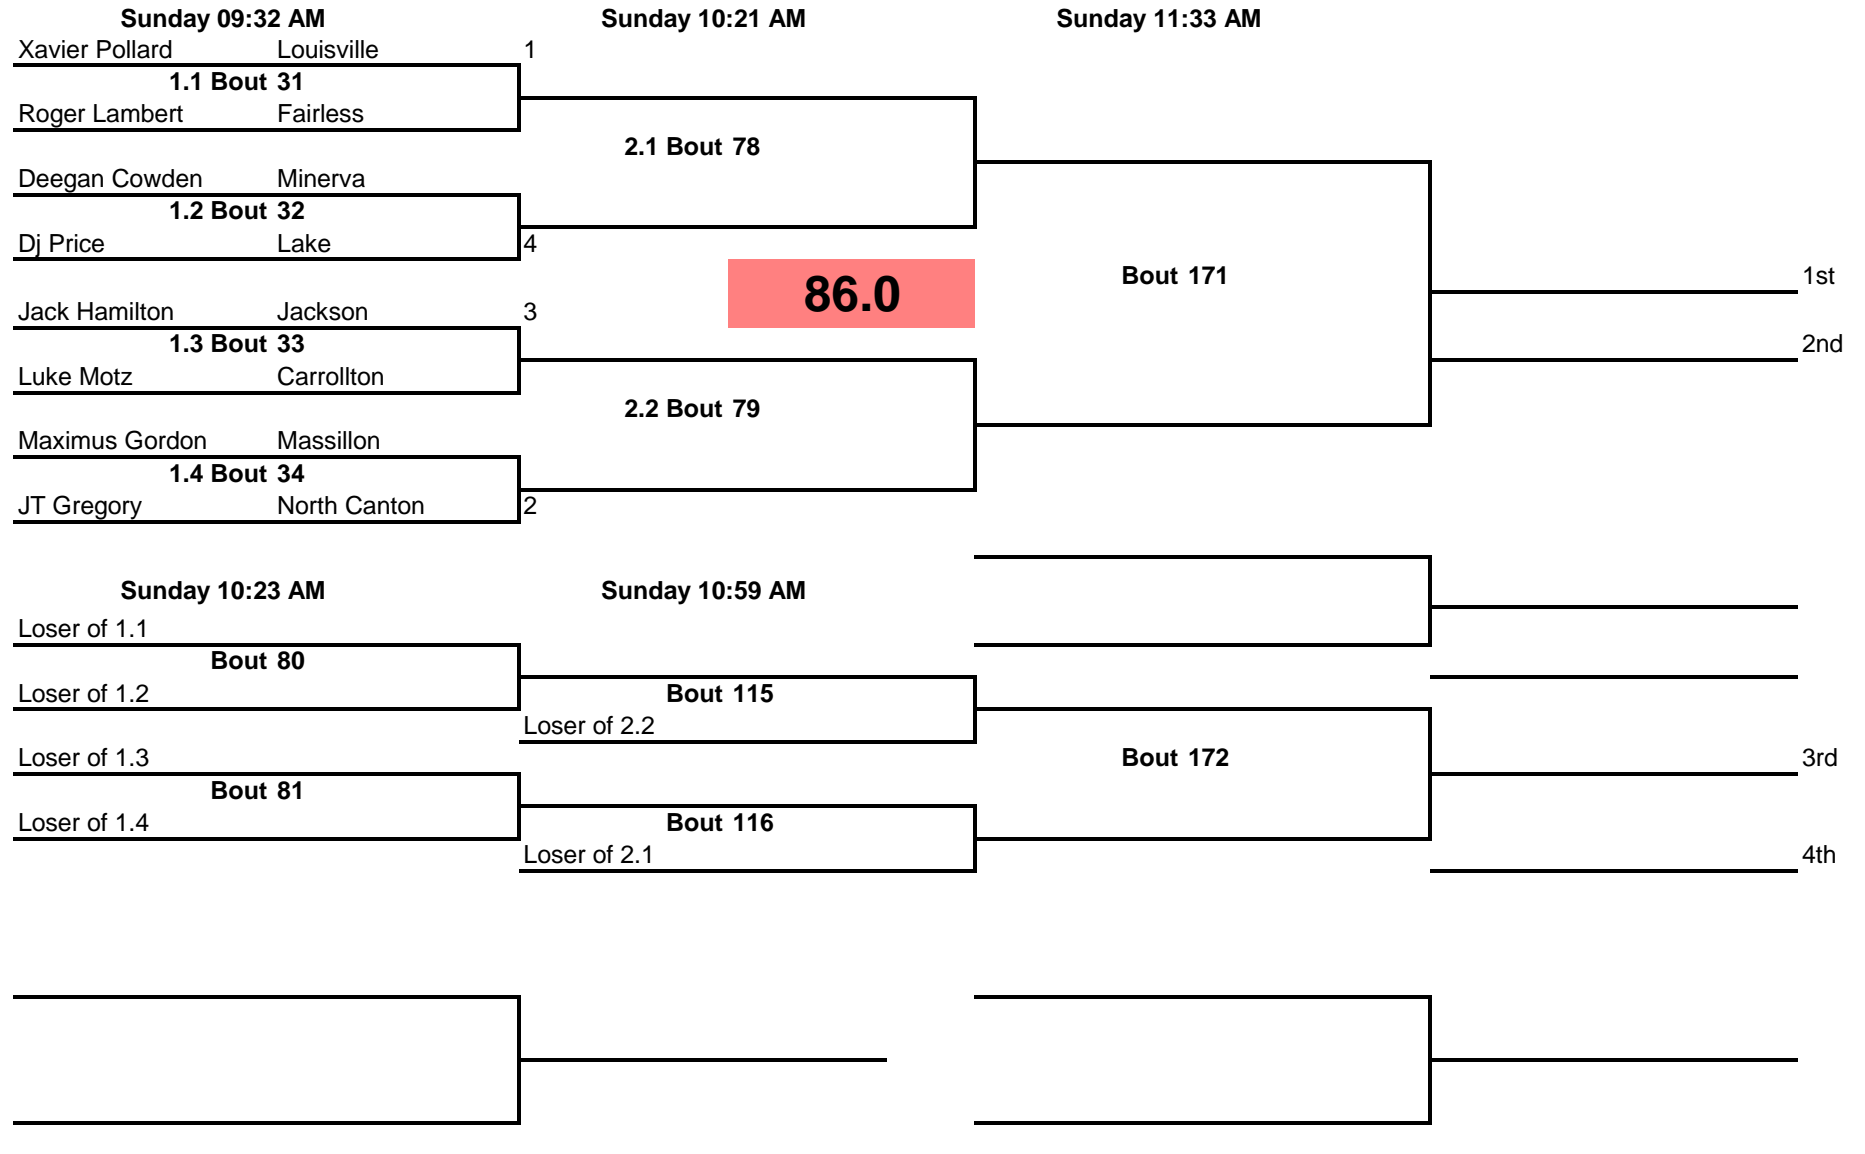 Sunday 09:32 AM Sunday 10:21 AM Sunday 11:33 AM
Xavier Pollard Louisville 1
1.1 Bout 31
Roger Lambert Fairless
2.1 Bout 78
Deegan Cowden Minerva
1.2 Bout 32
Dj Price Lake 4
Bout 171 1st
86.0
Jack Hamilton Jackson 3
1.3 Bout 33 2nd
Luke Motz Carrollton
2.2 Bout 79
Maximus Gordon Massillon
1.4 Bout 34
JT Gregory North Canton 2
Sunday 10:23 AM Sunday 10:59 AM
Loser of 1.1
Bout 80
Loser of 1.2 Bout 115
Loser of 2.2
Loser of 1.3 Bout 172 3rd
Bout 81
Loser of 1.4 Bout 116
Loser of 2.1 4th